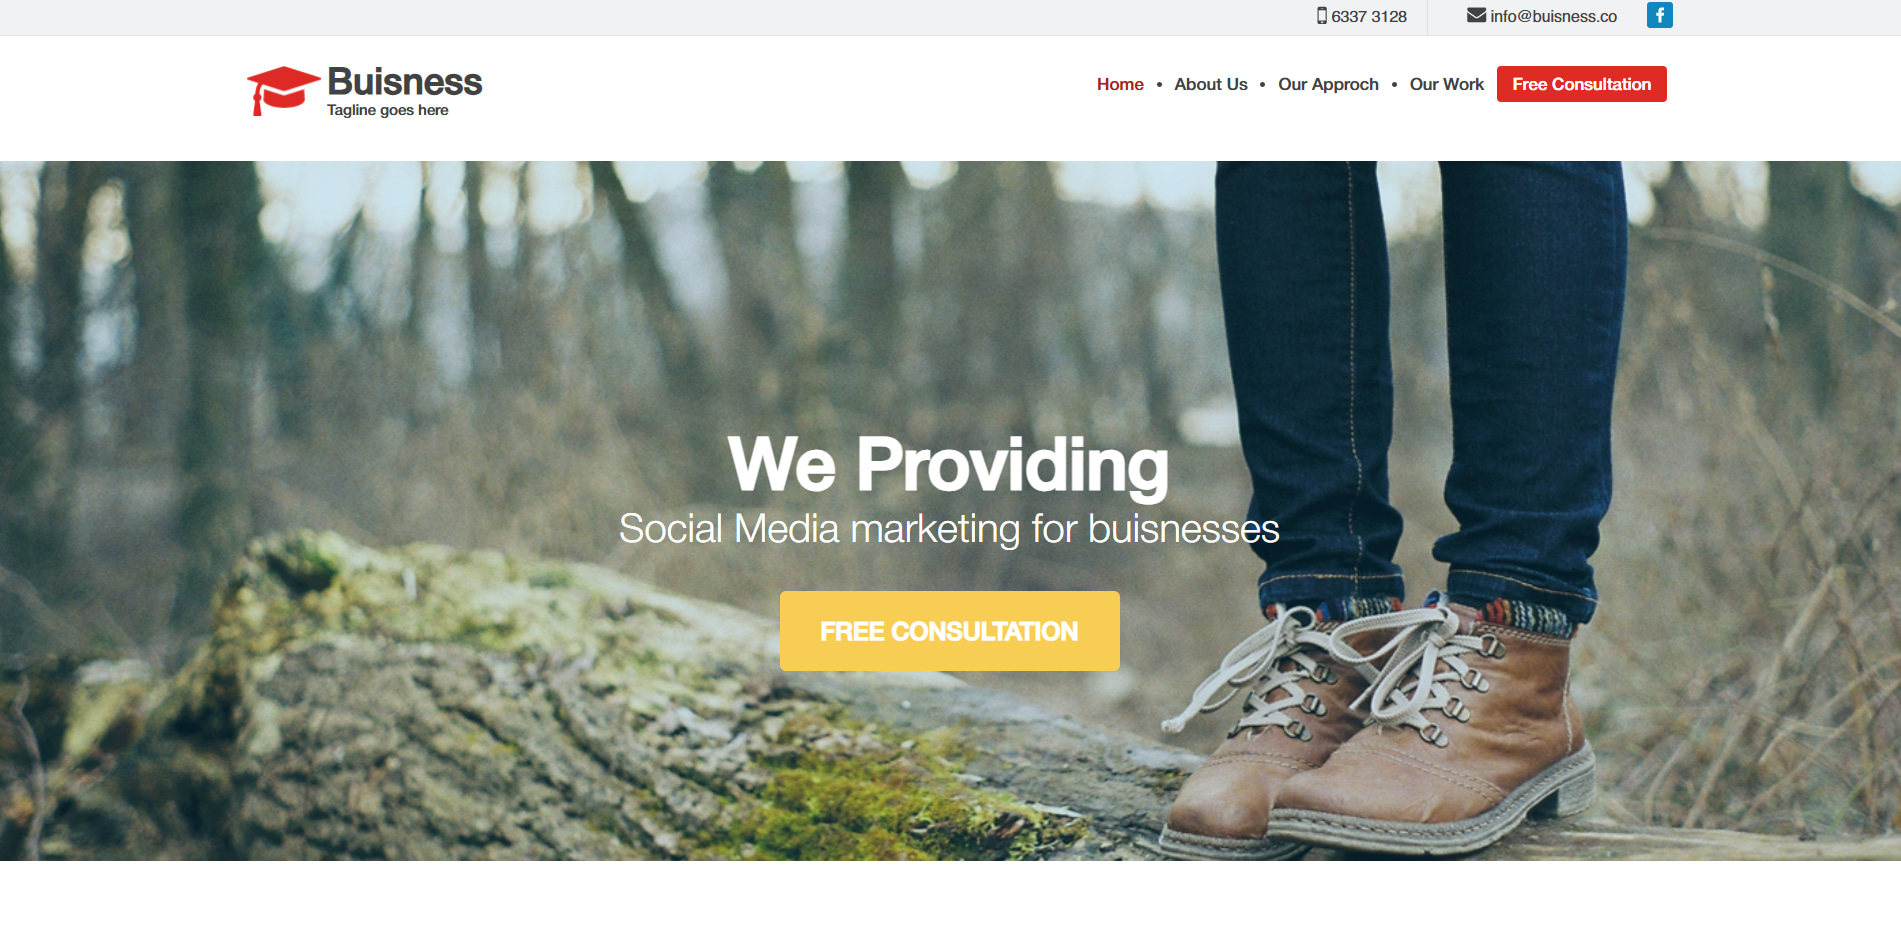 6337 3128 info@buisness.co
Buisness
Tagline goes here
Home • About Us • Our Approch • Our Work Free Consultation
We Providing
Social Media marketing for buisnesses
FREE CONSULTATION